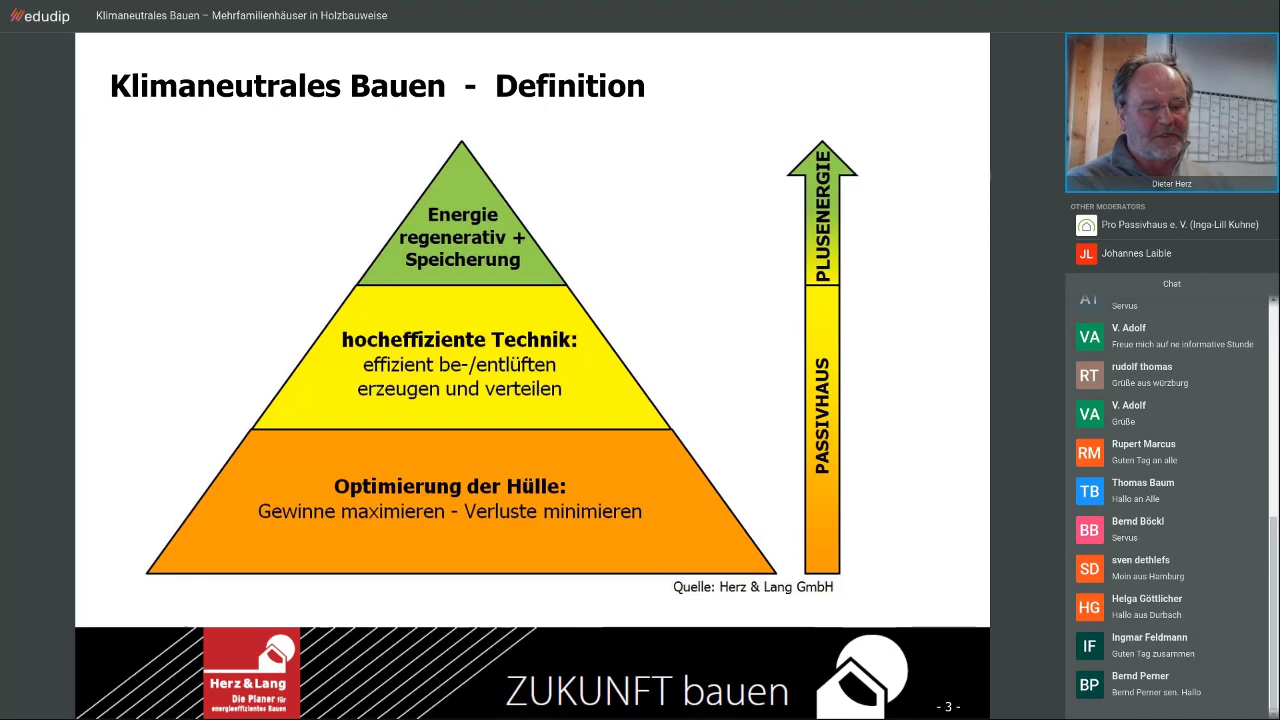 edudip
Klimaneutrales Bauen – Mehrfamilienhäuser in Holzbauweise
Klimaneutrales Bauen - Definition
Energie
regenerativ +
Speicherung
hocheffiziente Technik:
effizient be-/entlüften
erzeugen und verteilen
Optimierung der Hülle:
Gewinne maximieren - Verluste minimieren
PLUSENERGIE
PASSIVHAUS
Quelle: Herz & Lang GmbH
Herz & Lang
Die Planer für
energieeffizientes Bauen
ZUKUNFT bauen
- 3 -
Dieter Herz
OTHER MODERATORS
Pro Passivhaus e. V. (Inga-Lill Kuhne)
JL
Johannes Laible
Chat
Servus
VA
V. Adolf
Freue mich auf ne informative Stunde
RT
rudolf thomas
Grüße aus würzburg
VA
V. Adolf
Grüße
RM
Rupert Marcus
Guten Tag an alle
TB
Thomas Baum
Hallo an Alle
BB
Bernd Böckl
Servus
SD
sven dethlefs
Moin aus Hamburg
HG
Helga Göttlicher
Hallo aus Durbach
IF
Ingmar Feldmann
Guten Tag zusammen
BP
Bernd Perner
Bernd Perner sen. Hallo